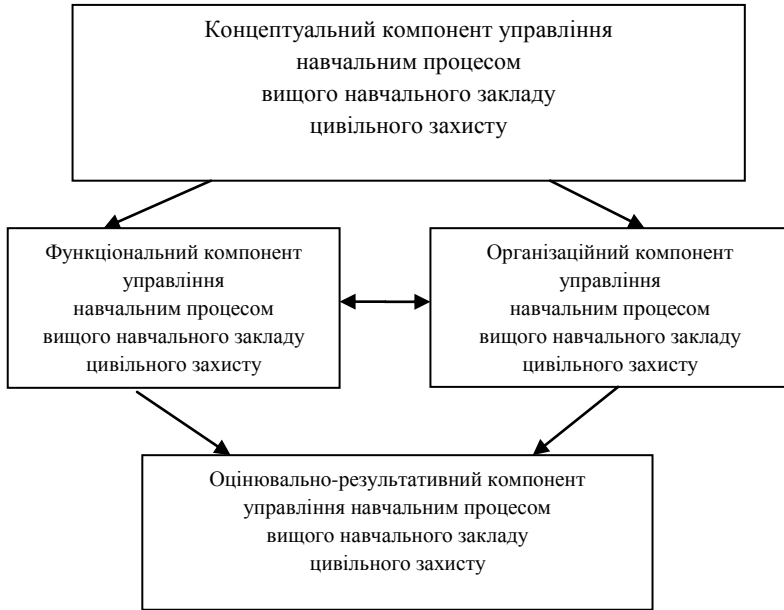 Концептуальний компонент управління
навчальним процесом
вищого навчального закладу
цивільного захисту
Функціональний компонент
управління
навчальним процесом
вищого навчального закладу
цивільного захисту
Організаційний компонент
управління
навчальним процесом
вищого навчального закладу
цивільного захисту
Оцінювально-результативний компонент
управління навчальним процесом
вищого навчального закладу
цивільного захисту